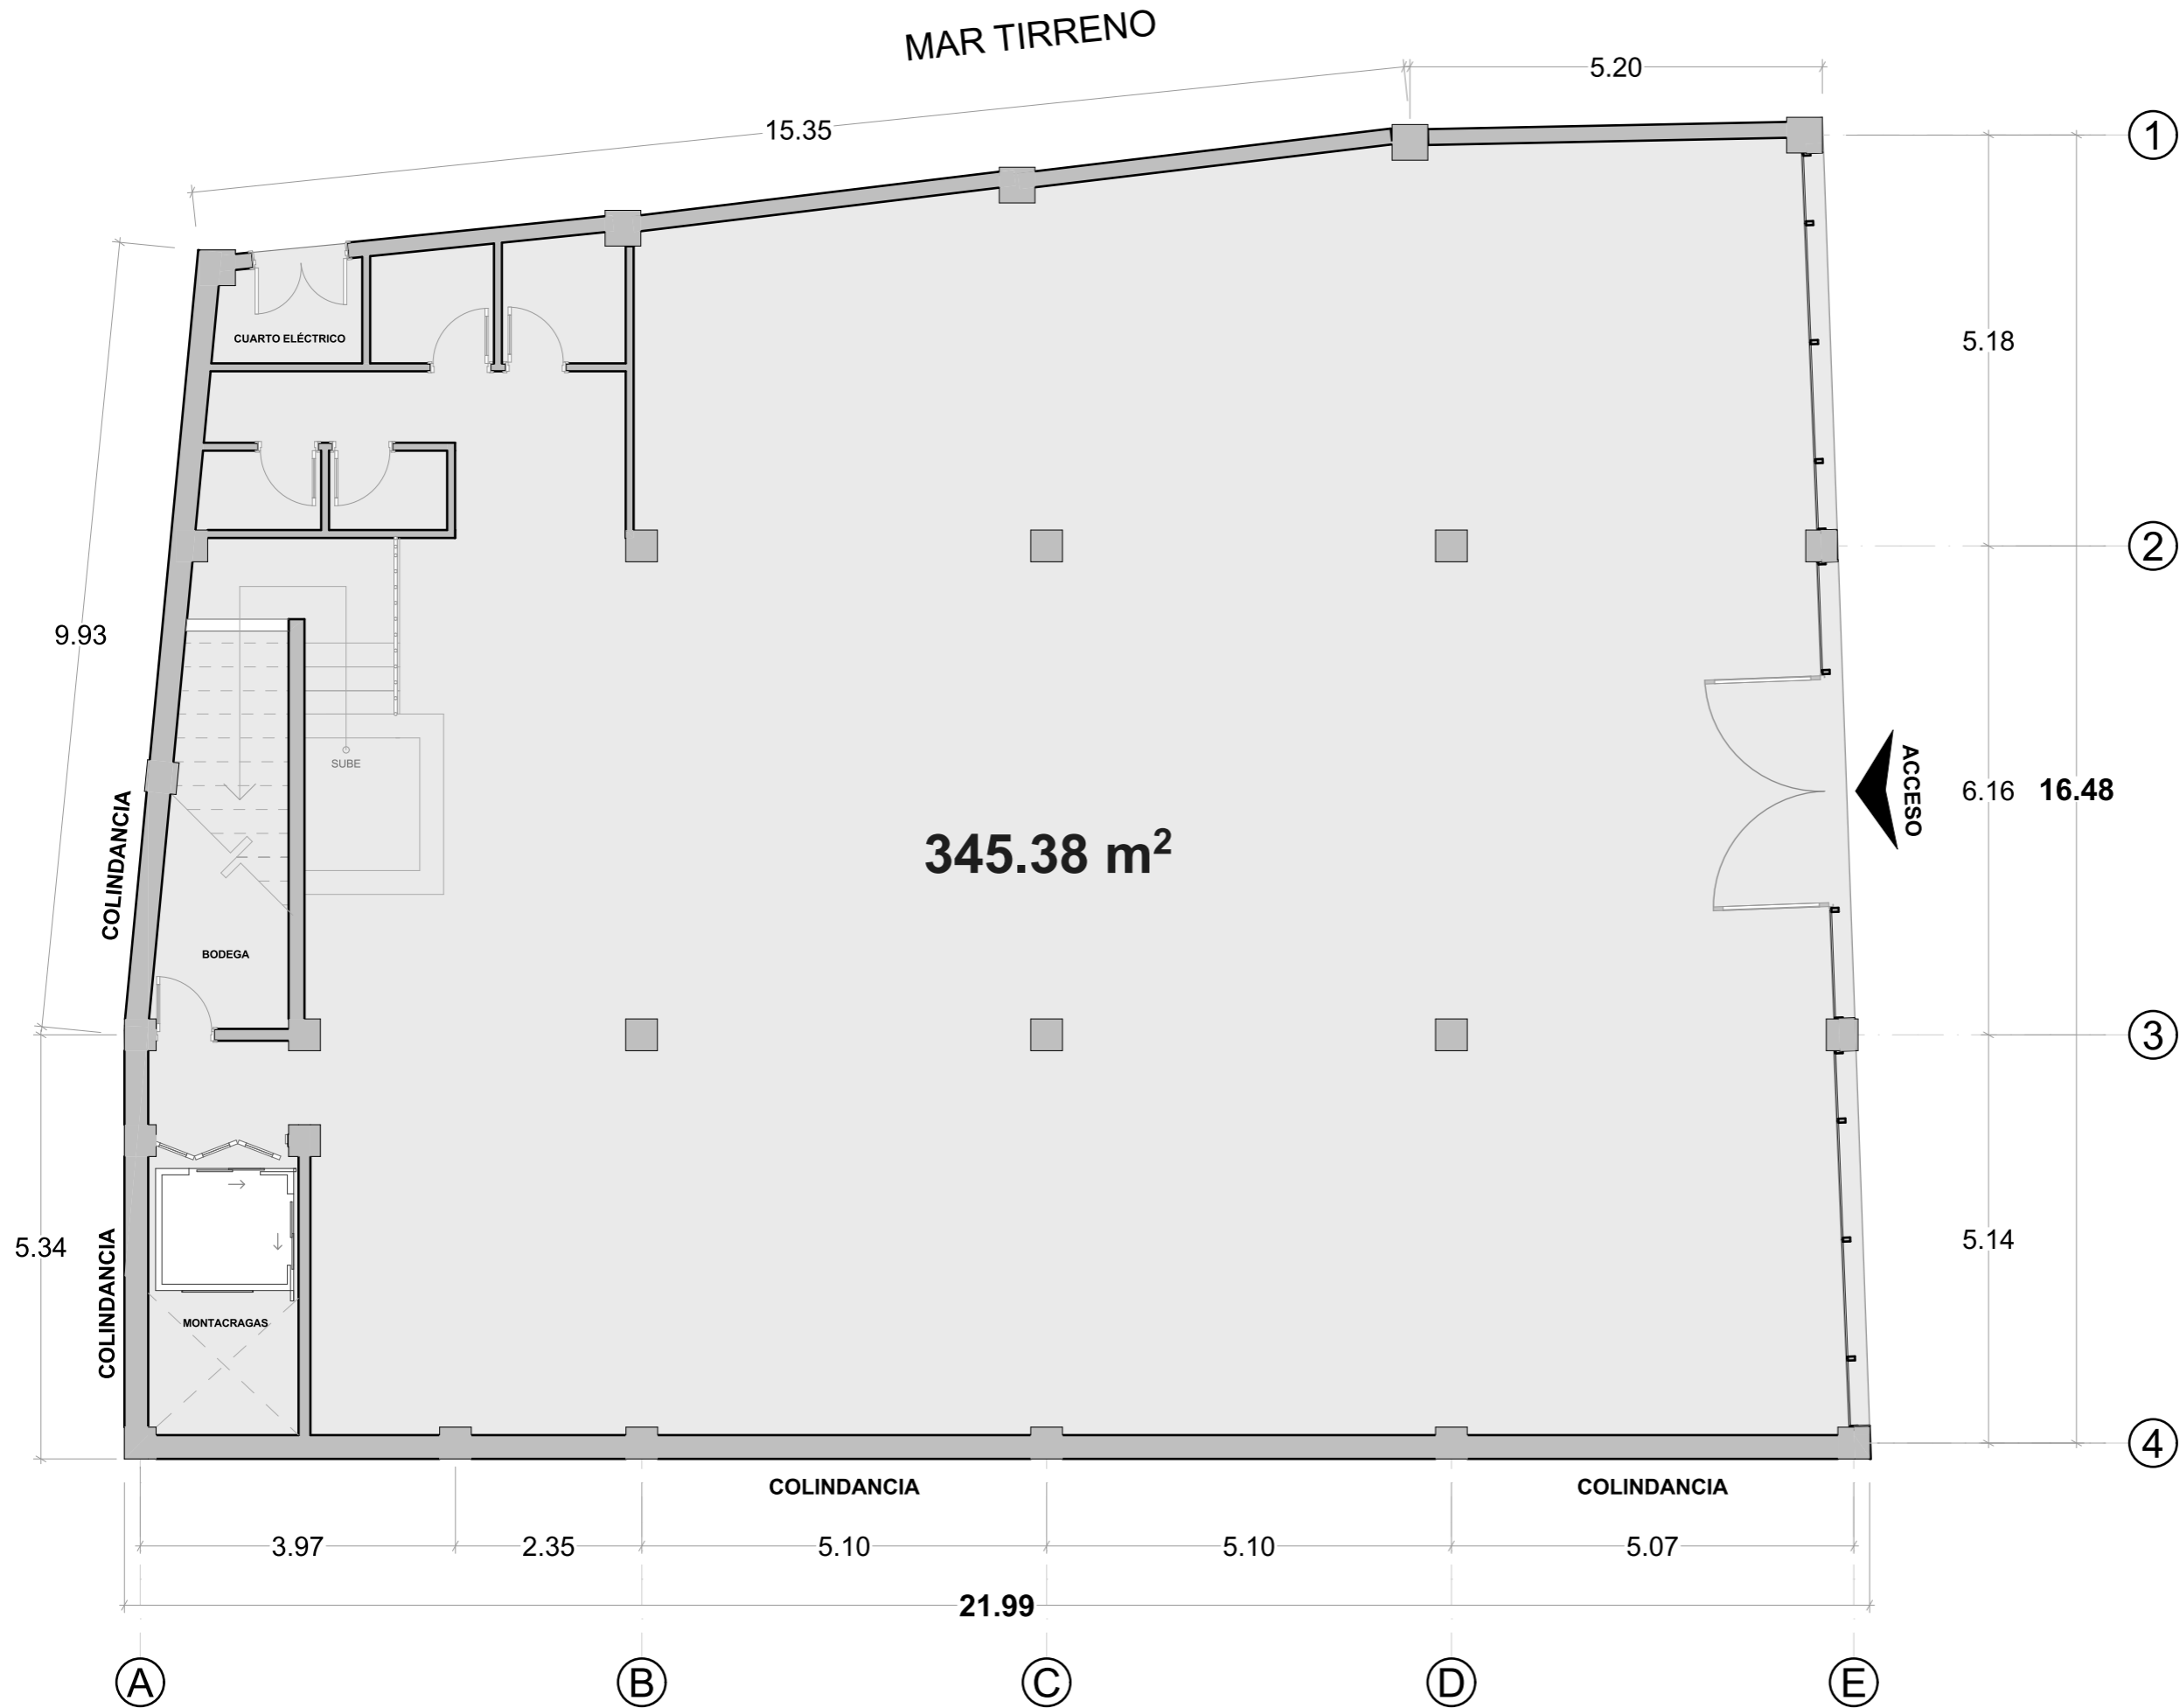 MAR TIRRENO
5.20
15.35
1
CUARTO ELÉCTRICO
5.18
2
9.93
SUBE
ACCESO
6.16
16.48
COLINDANCIA
345.38 m²
BODEGA
3
5.34
COLINDANCIA
5.14
MONTACRAGAS
4
COLINDANCIA
COLINDANCIA
3.97
2.35
5.10
5.10
5.07
21.99
A
B
C
D
E